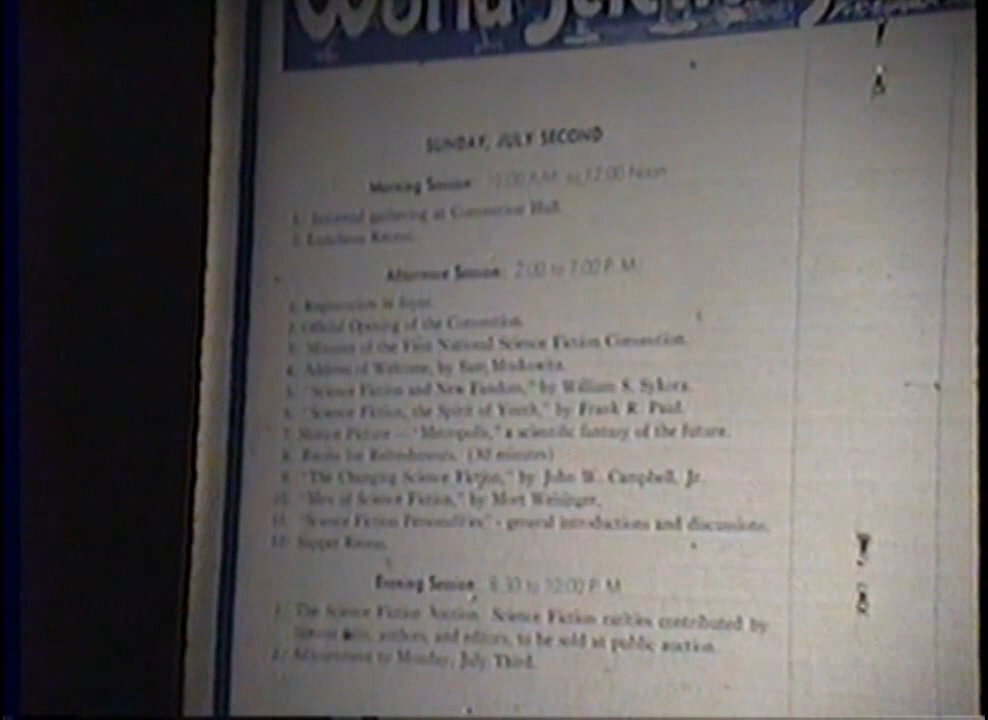 World Science
SUNDAY, JULY SECOND
Morning Session: 10:00 A.M. to 12:00 Noon
1. Informal gathering at Convention Hall.
2. Luncheon Recess.
Afternoon Session: 2:00 to 7:00 P. M.
1. Registration in foyer.
2. Official Opening of the Convention.
3. Minutes of the First National Science Fiction Convention.
4. Address of Welcome, by Sam Moskowitz.
5. "Science Fiction and New Fandom," by William S. Sykora.
6. "Science Fiction, the Spirit of Youth," by Frank R. Paul.
7. Motion Picture — "Metropolis," a scientific fantasy of the future.
8. Recess for Refreshments. (30 minutes)
9. "The Changing Science Fiction," by John W. Campbell, Jr.
10. "Men of Science Fiction," by Mort Weisinger.
11. "Science Fiction Personalities" - general introductions and discussions.
12. Supper Recess.
Evening Session: 8:30 to 10:00 P. M.
1. The Science Fiction Auction. Science Fiction rarities contributed by
famous fans, authors, and editors, to be sold at public auction.
2. Adjournment to Monday, July Third.